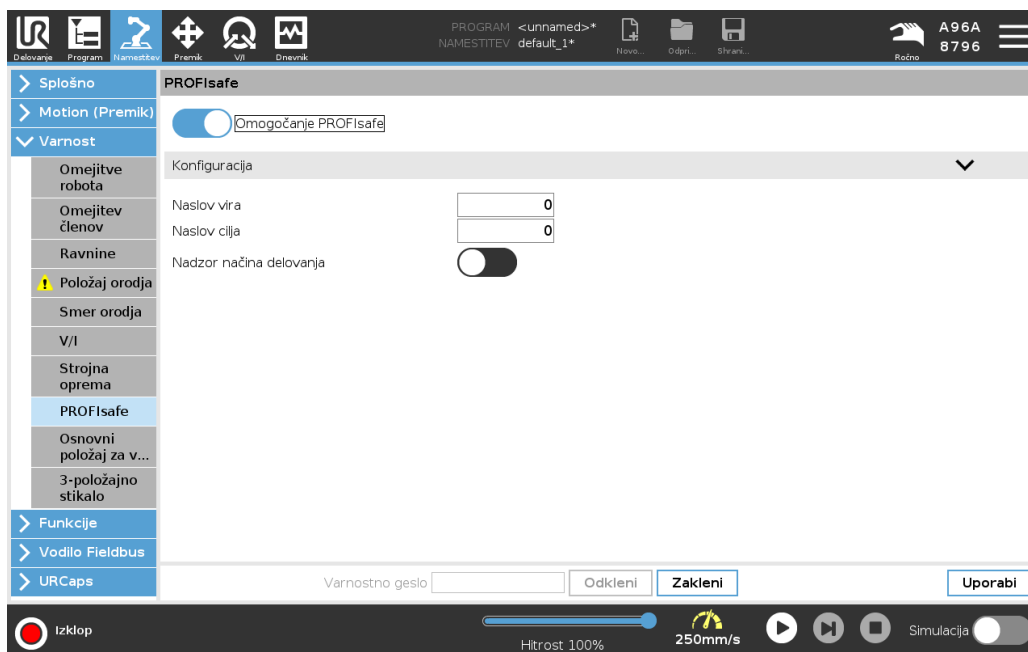 UR
PROGRAM <unnamed>*
NAMESTITEV default_1*
Delovanje Program Namestitev Premik V/I Dnevnik Novo... Odpri... Shrani...
Ročno
A96A
8796
Splošno
Motion (Premik)
Varnost
Omejitve
robota
Omejitev
členov
Ravnine
Položaj orodja
Smer orodja
V/I
Strojna
oprema
PROFIsafe
Osnovni
položaj za v...
3-položajno
stikalo
Funkcije
Vodilo Fieldbus
URCaps
PROFIsafe
Omogočanje PROFIsafe
Konfiguracija
Naslov vira 0
Naslov cilja 0
Nadzor načina delovanja
Varnostno geslo Odkleni Zakleni Uporabi
Izklop
Hitrost 100%
250mm/s
Simulacija